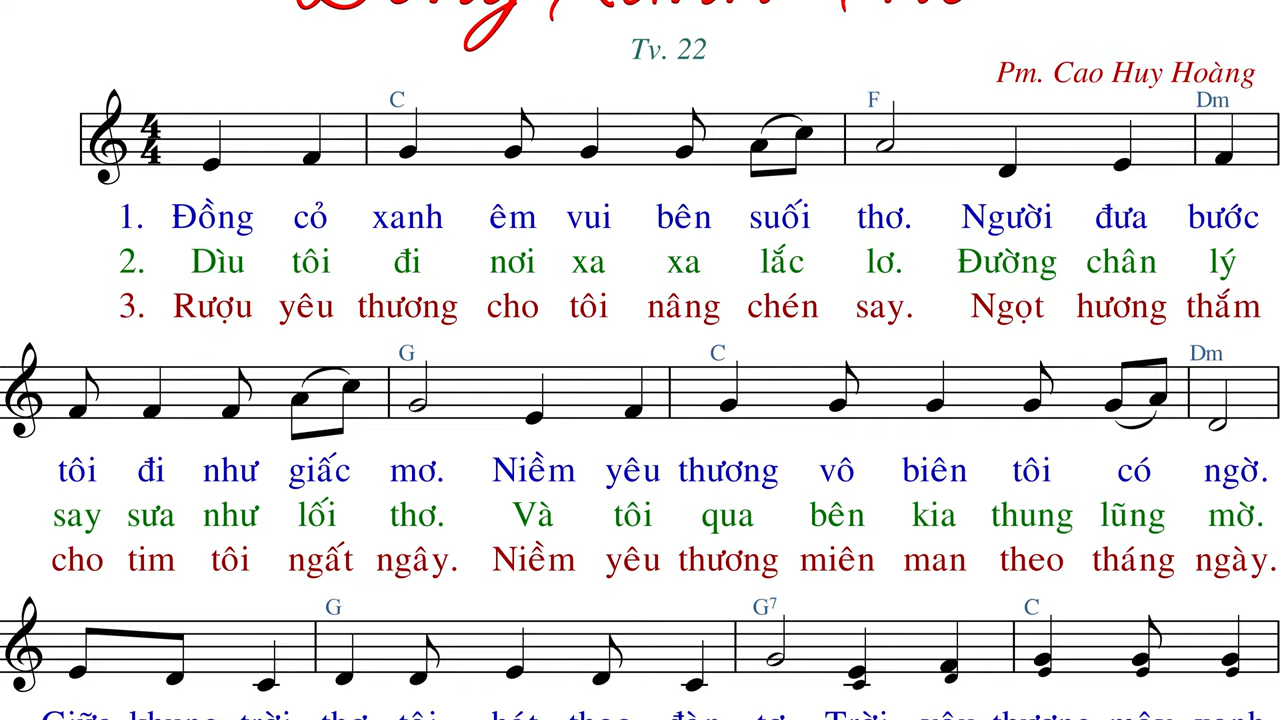 Tv. 22
Pm. Cao Huy Hoàng
C F Dm
1. Đồng cỏ xanh êm vui bên suối thơ. Người đưa bước
2. Dìu tôi đi nơi xa xa lắc lơ. Đường chân lý
3. Rượu yêu thương cho tôi nâng chén say. Ngọt hương thắm
G C Dm
tôi đi như giấc mơ. Niềm yêu thương vô biên tôi có ngờ.
say sưa như lối thơ. Và tôi qua bên kia thung lũng mờ.
cho tim tôi ngất ngây. Niềm yêu thương miên man theo tháng ngày.
G G7 C